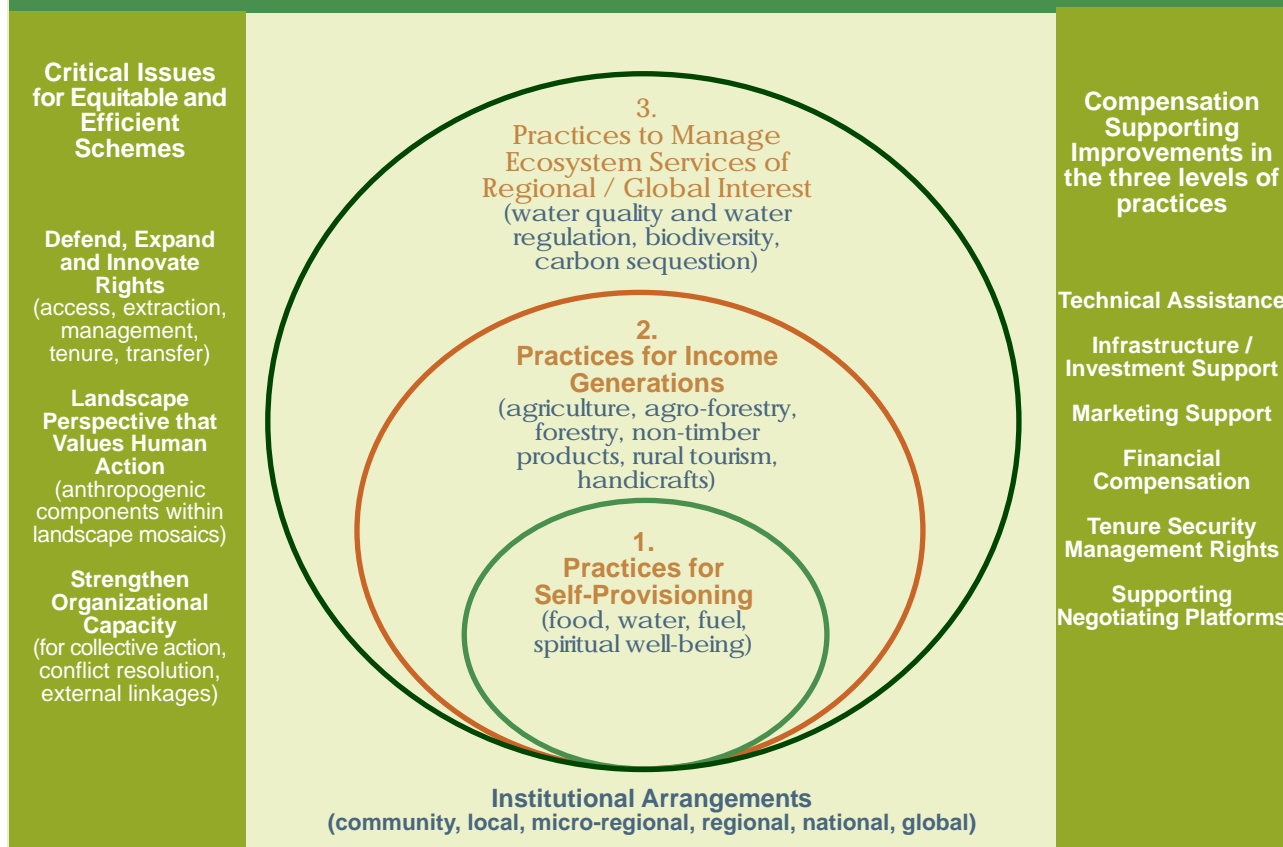 Critical Issues
for Equitable and
Efficient
Schemes
Defend, Expand
and Innovate
Rights
(access, extraction,
management,
tenure, transfer)
Landscape
Perspective that
Values Human
Action
(anthropogenic
components within
landscape mosaics)
Strengthen
Organizational
Capacity
(for collective action,
conflict resolution,
external linkages)
3.
Practices to Manage
Ecosystem Services of
Regional / Global Interest
(water quality and water
regulation, biodiversity,
carbon sequestion)
2.
Practices for Income
Generations
(agriculture, agro-forestry,
forestry, non-timber
products, rural tourism,
handicrafts)
1.
Practices for
Self-Provisioning
(food, water, fuel,
spiritual well-being)
Institutional Arrangements
(community, local, micro-regional, regional, national, global)
Compensation
Supporting
Improvements in
the three levels of
practices
Technical Assistance
Infrastructure /
Investment Support
Marketing Support
Financial
Compensation
Tenure Security
Management Rights
Supporting
Negotiating Platforms